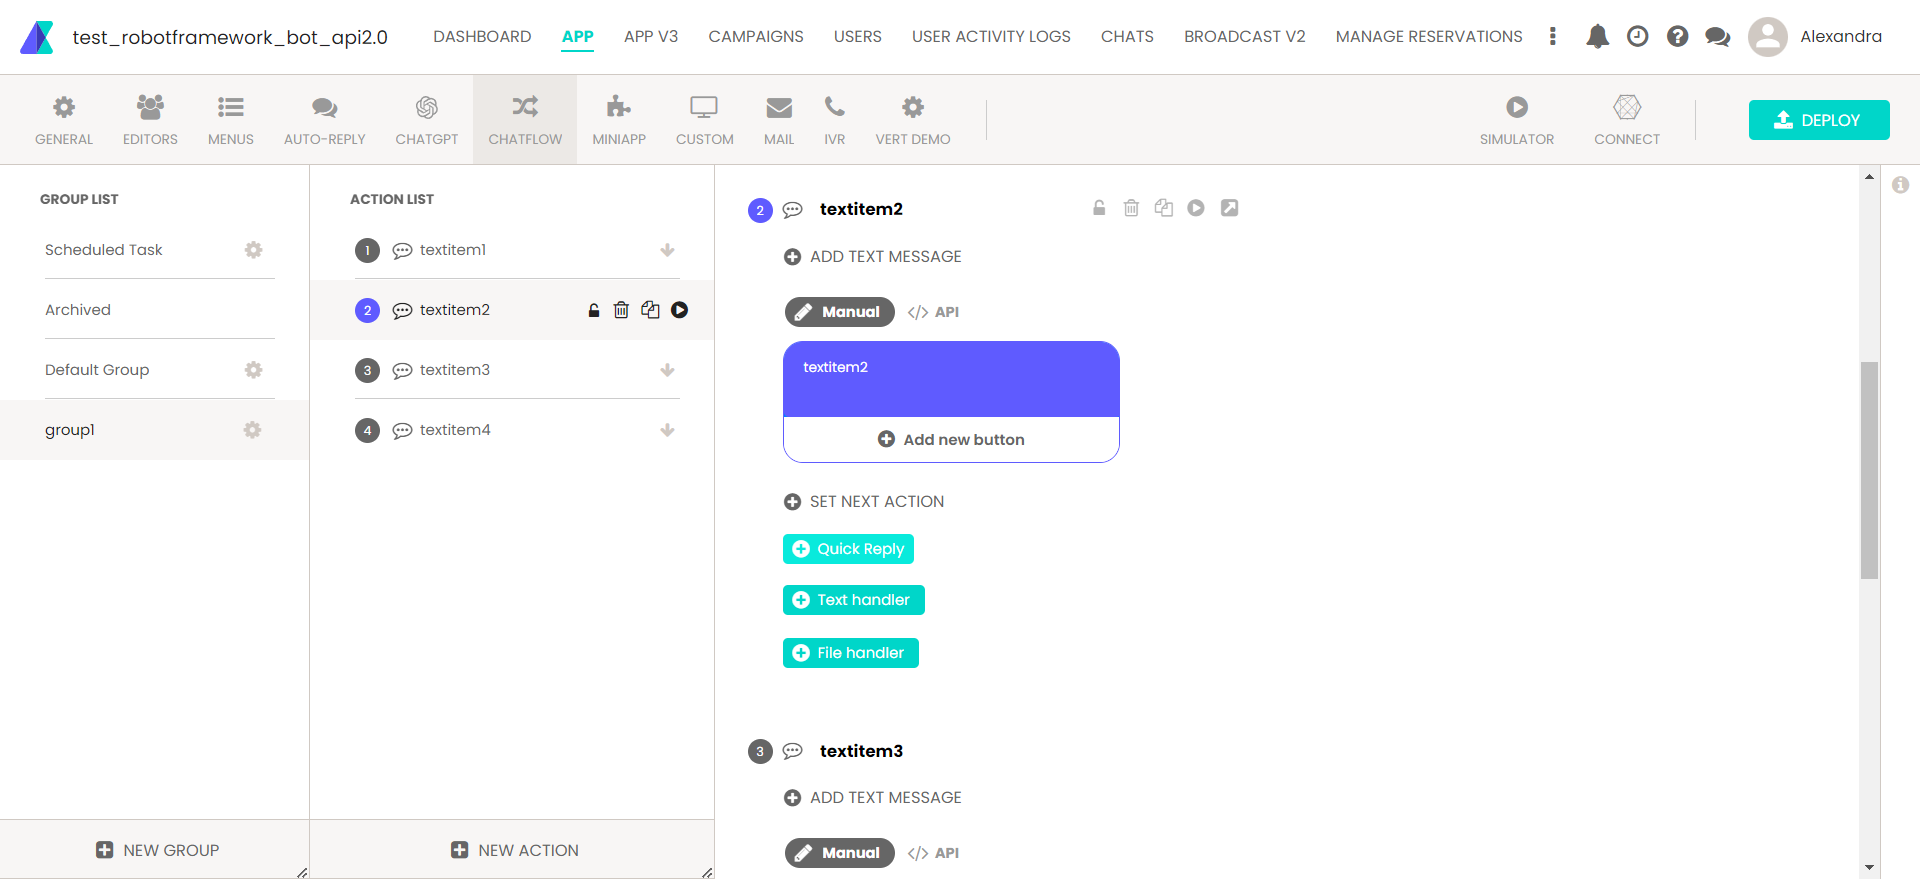 test_robotframework_bot_api2.0 DASHBOARD APP APP V3 CAMPAIGNS USERS USER ACTIVITY LOGS CHATS BROADCAST V2 MANAGE RESERVATIONS Alexandra
GENERAL EDITORS MENUS AUTO-REPLY CHATGPT CHATFLOW MINIAPP CUSTOM MAIL IVR VERT DEMO SIMULATOR CONNECT DEPLOY
GROUP LIST
Scheduled Task
Archived
Default Group
group1
NEW GROUP
ACTION LIST
1 textitem1
2 textitem2
3 textitem3
4 textitem4
NEW ACTION
2 textitem2
ADD TEXT MESSAGE
Manual </> API
textitem2
Add new button
SET NEXT ACTION
Quick Reply
Text handler
File handler
3 textitem3
ADD TEXT MESSAGE
Manual </> API